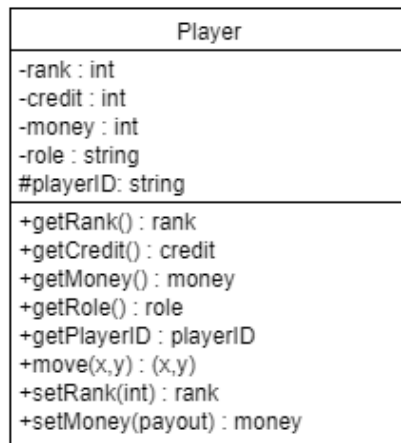 Player
-rank : int
-credit : int
-money : int
-role : string
#playerID: string
+getRank() : rank
+getCredit() : credit
+getMoney() : money
+getRole() : role
+getPlayerID : playerID
+move(x,y) : (x,y)
+setRank(int) : rank
+setMoney(payout) : money